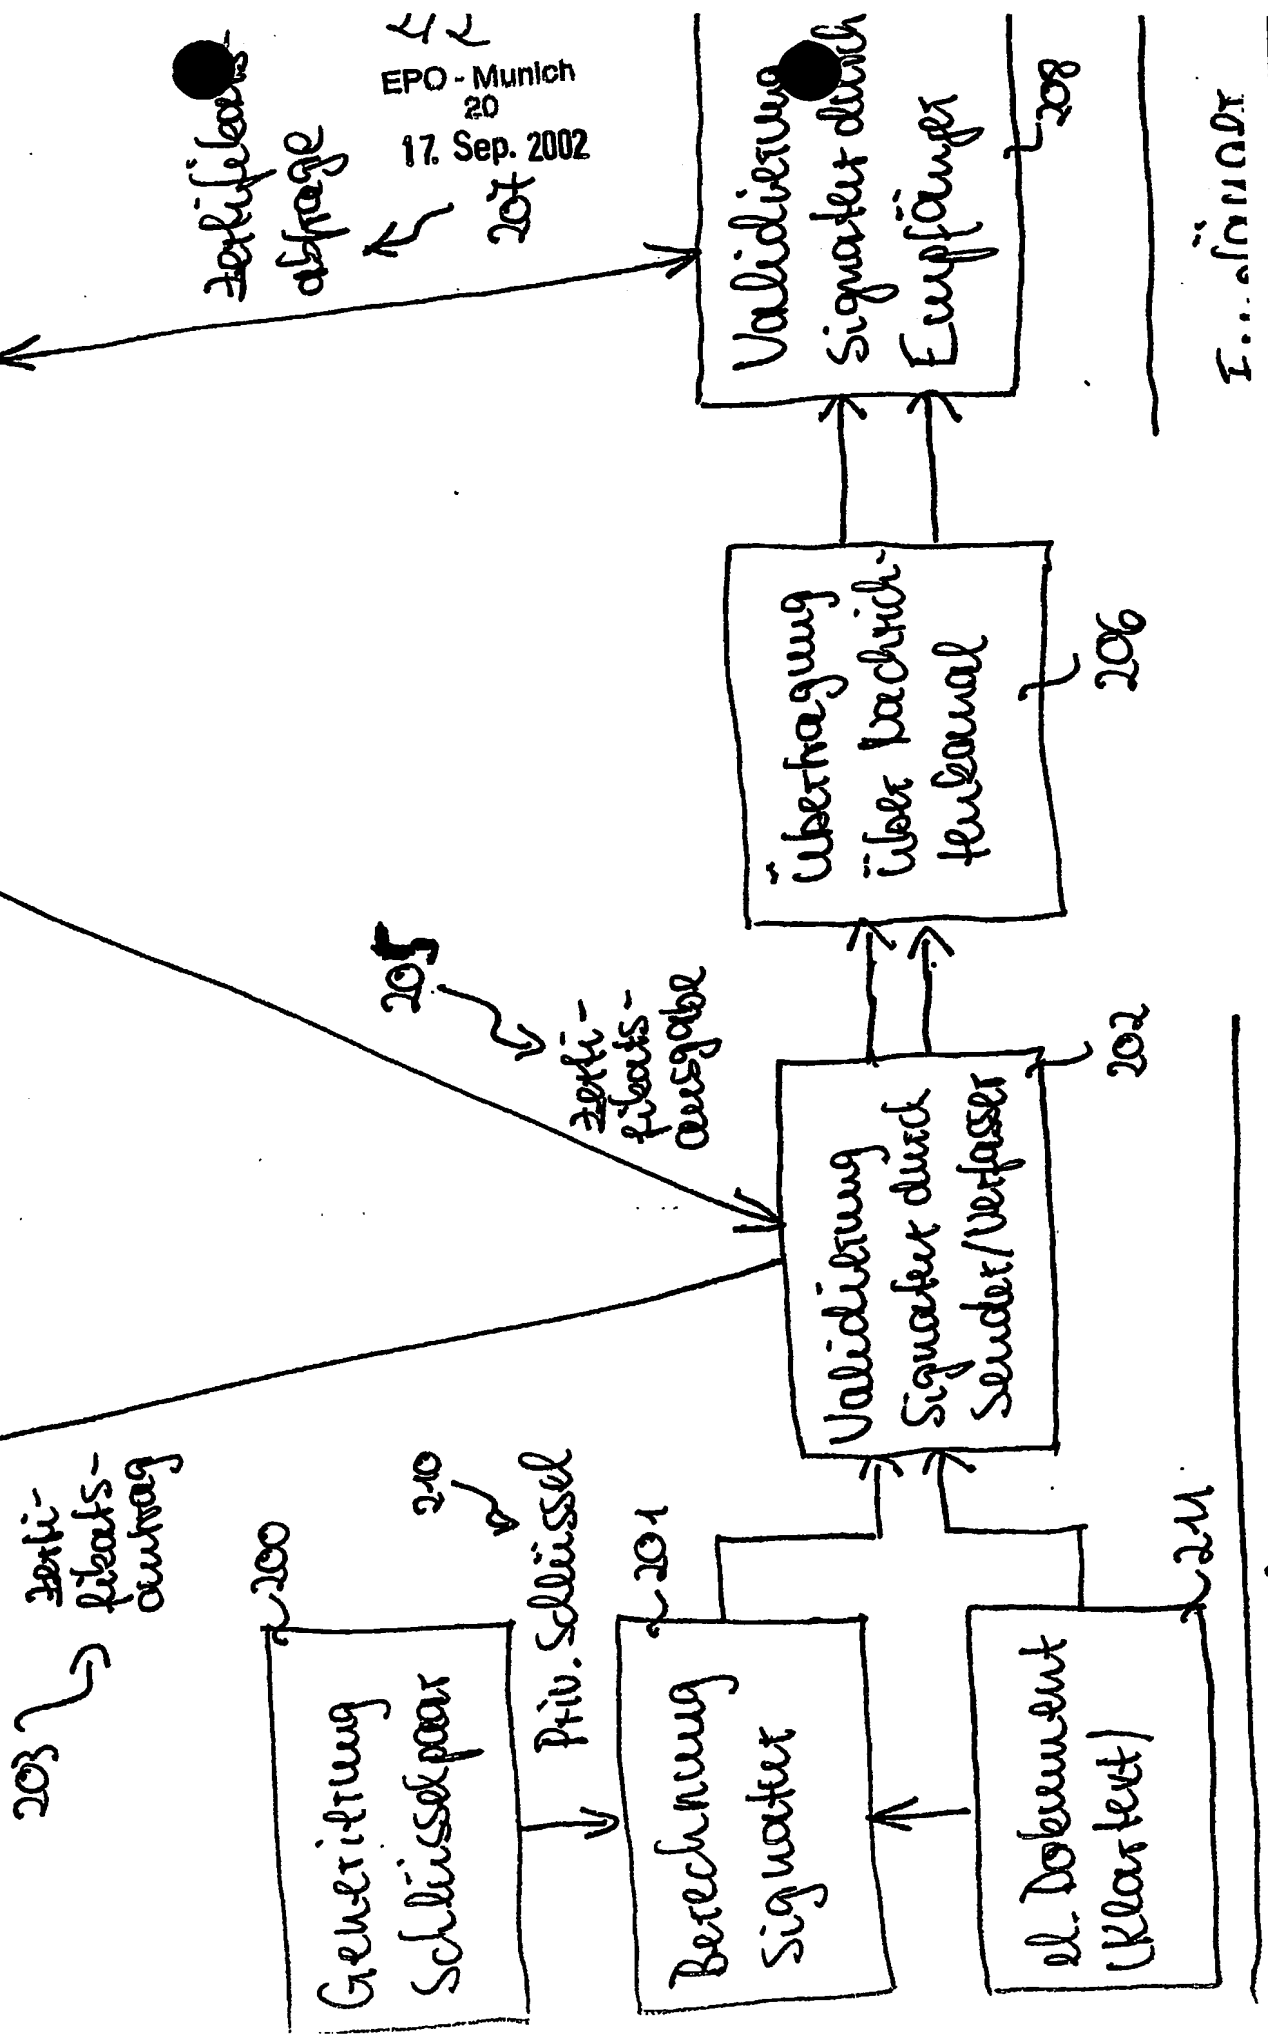 203
Zertifi-
fikats-
antrag
200
Generierung
Schlüsselpaar
210
Priv. Schlüssel
201
Berechnung
Signatur
el. Dokument
(Klartext)
211
205
Zertifi-
fikats-
ausgabe
Validierung
Signatur durch
Sender/Verfasser
202
Übertragung
über Nachrich-
tenkanal
206
Zertifikats-
abfrage
207
EPO - Munich
20
17. Sep. 2002
Validierung
Signatur durch
Empfänger
208